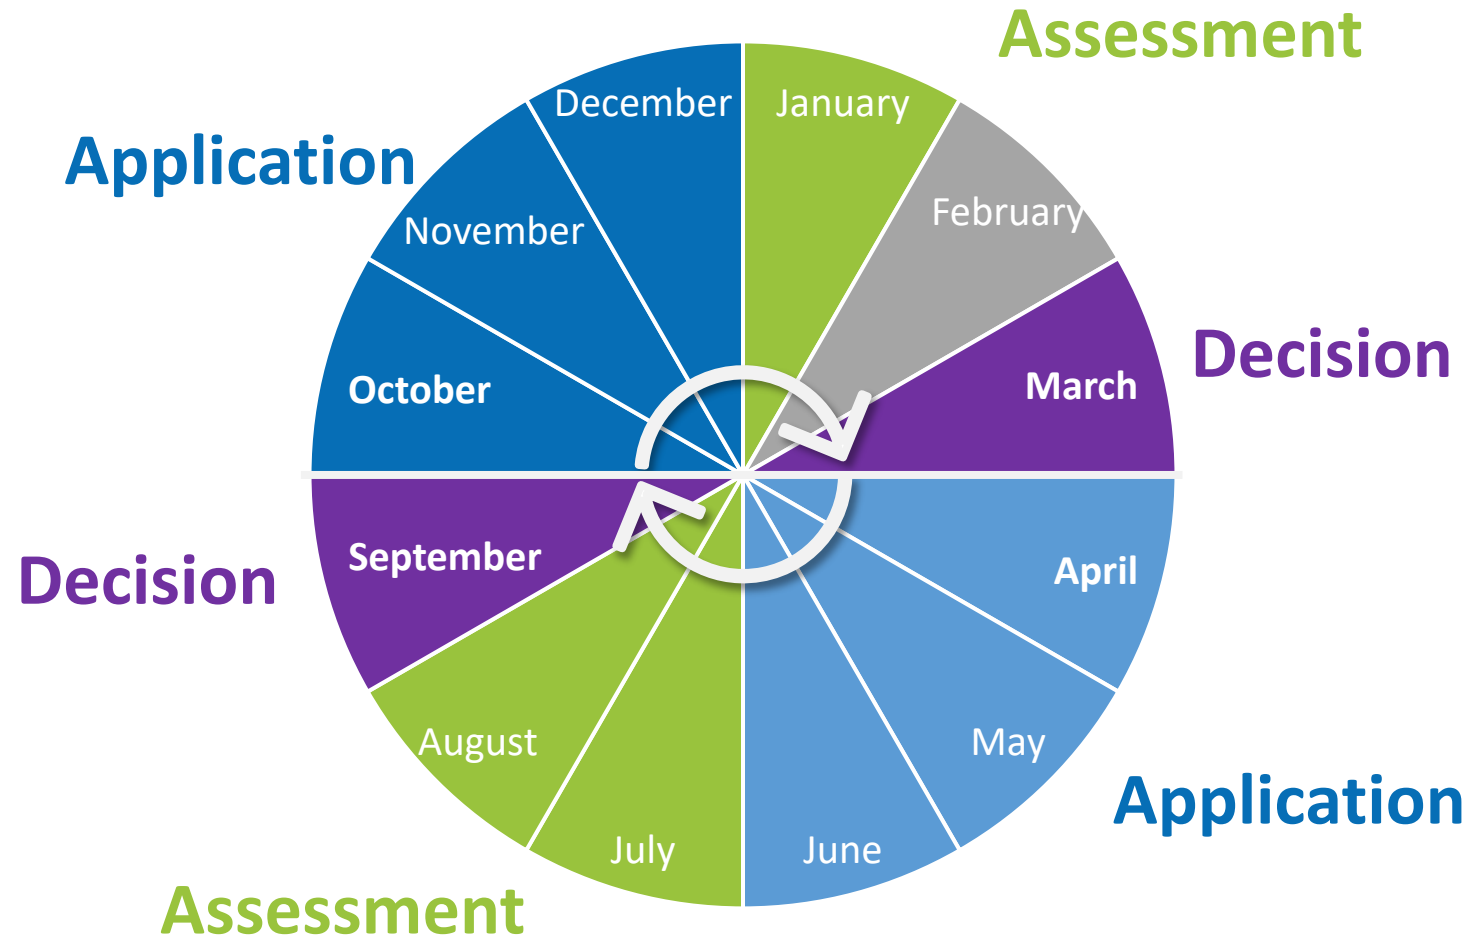 Assessment
December
January
Application
February
November
Decision
March
October
September
April
Decision
August
May
Application
July
June
Assessment